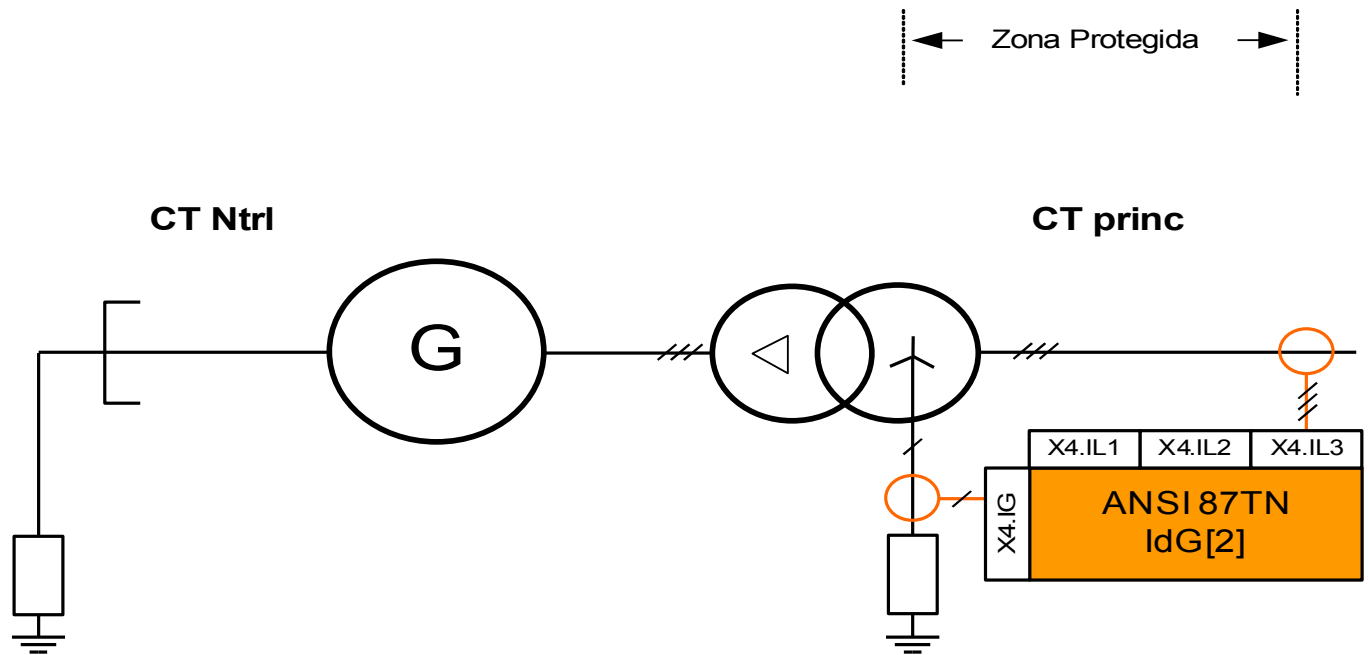 Zona Protegida
CT Ntrl
CT princ
G
X4.IL1
X4.IL2
X4.IL3
X4.IG
ANSI 87TN
IdG[2]